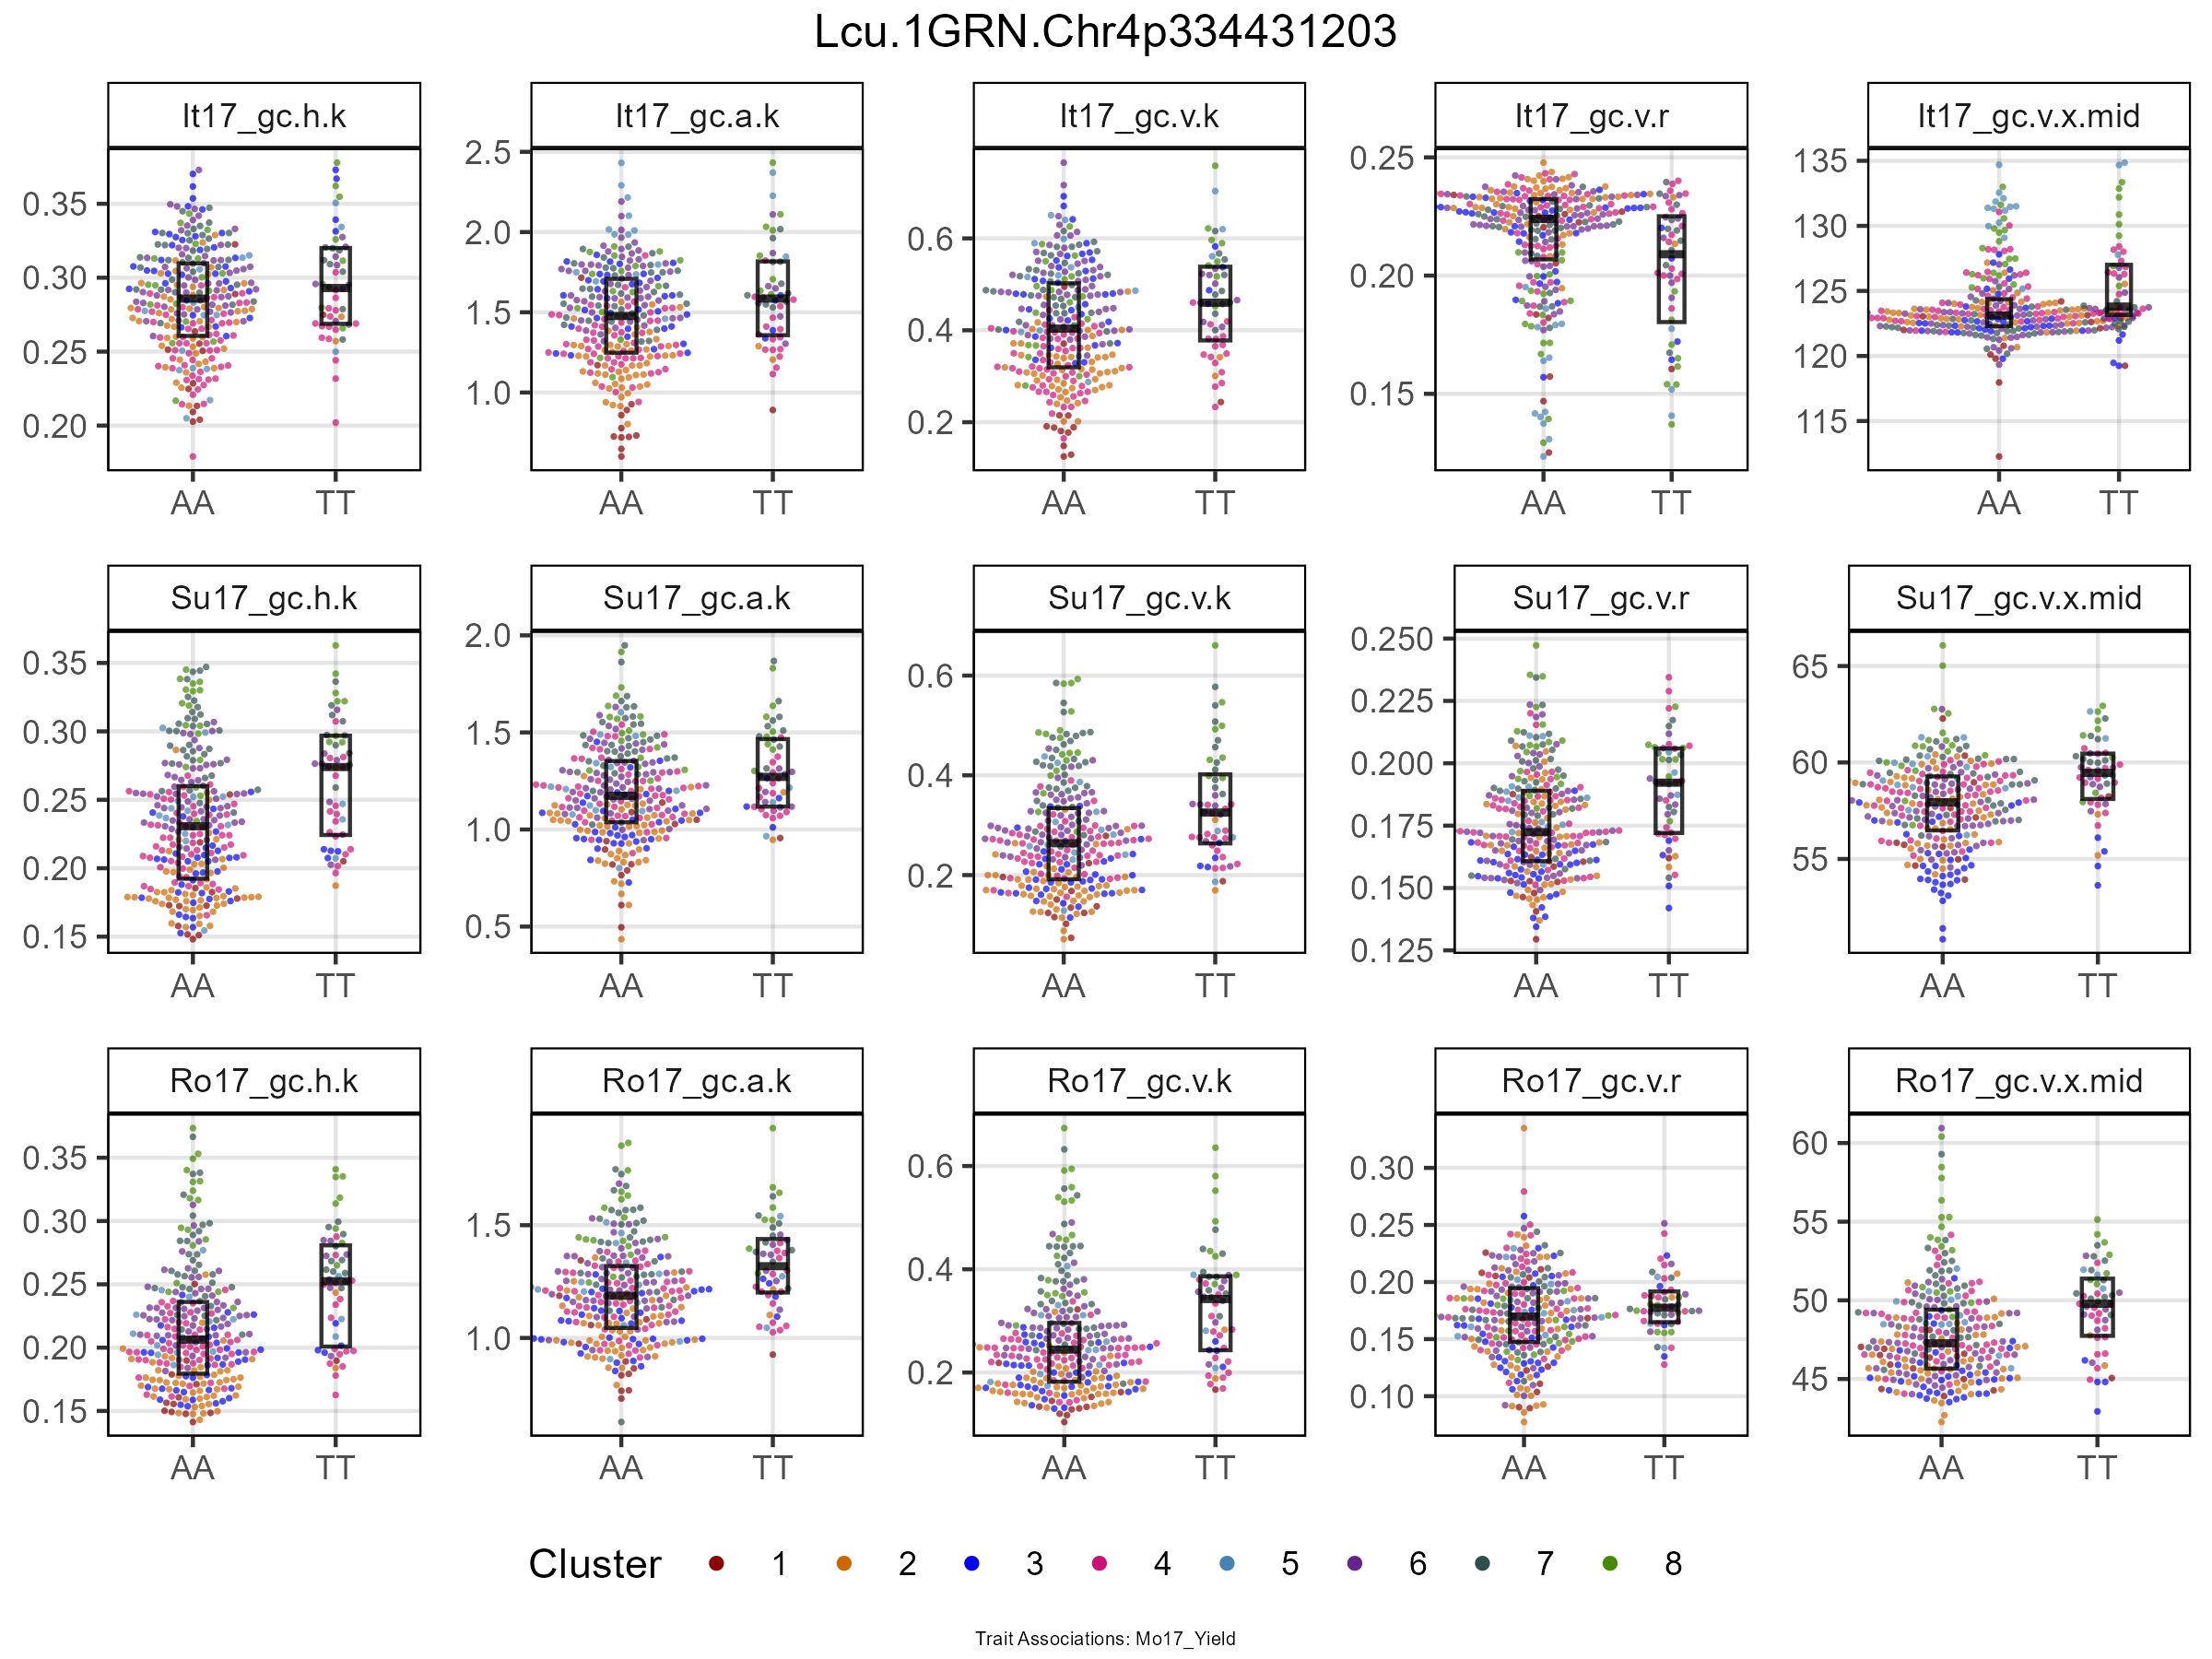 Lcu.1GRN.Chr4p334431203
It17_gc.h.k
It17_gc.a.k
It17_gc.v.k
It17_gc.v.r
It17_gc.v.x.mid
0.35
0.30
0.25
0.20
AA TT
2.5
2.0
1.5
1.0
AA TT
0.6
0.4
0.2
AA TT
0.25
0.20
0.15
AA TT
135
130
125
120
115
AA TT
Su17_gc.h.k
Su17_gc.a.k
Su17_gc.v.k
Su17_gc.v.r
Su17_gc.v.x.mid
0.35
0.30
0.25
0.20
0.15
AA TT
2.0
1.5
1.0
0.5
AA TT
0.6
0.4
0.2
AA TT
0.250
0.225
0.200
0.175
0.150
0.125
AA TT
65
60
55
AA TT
Ro17_gc.h.k
Ro17_gc.a.k
Ro17_gc.v.k
Ro17_gc.v.r
Ro17_gc.v.x.mid
0.35
0.30
0.25
0.20
0.15
AA TT
1.5
1.0
AA TT
0.6
0.4
0.2
AA TT
0.30
0.25
0.20
0.15
0.10
AA TT
60
55
50
45
AA TT
Cluster 1 2 3 4 5 6 7 8
Trait Associations: Mo17_Yield